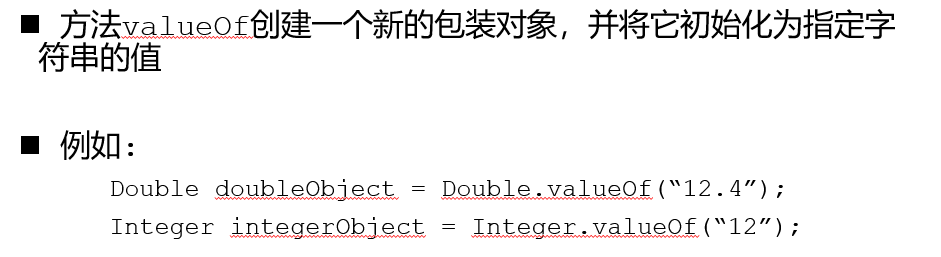 ■ 方法valueOf创建一个新的包装对象，并将它初始化为指定字
符串的值
■ 例如：
Double doubleObject = Double.valueOf(“12.4”);
Integer integerObject = Integer.valueOf(“12”);